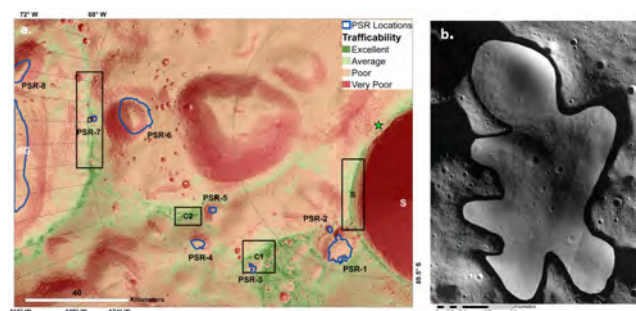 72° W
68° W
a.
PSR Locations
Trafficability
Excellent
Average
Poor
Very Poor
b.
PSR-8
PSR-7
PSR-6
dG
PSR-5
C2
S
S
PSR-2
PSR-4
C1
PSR-1
PSR-3
89.5° S
40
Kilometers